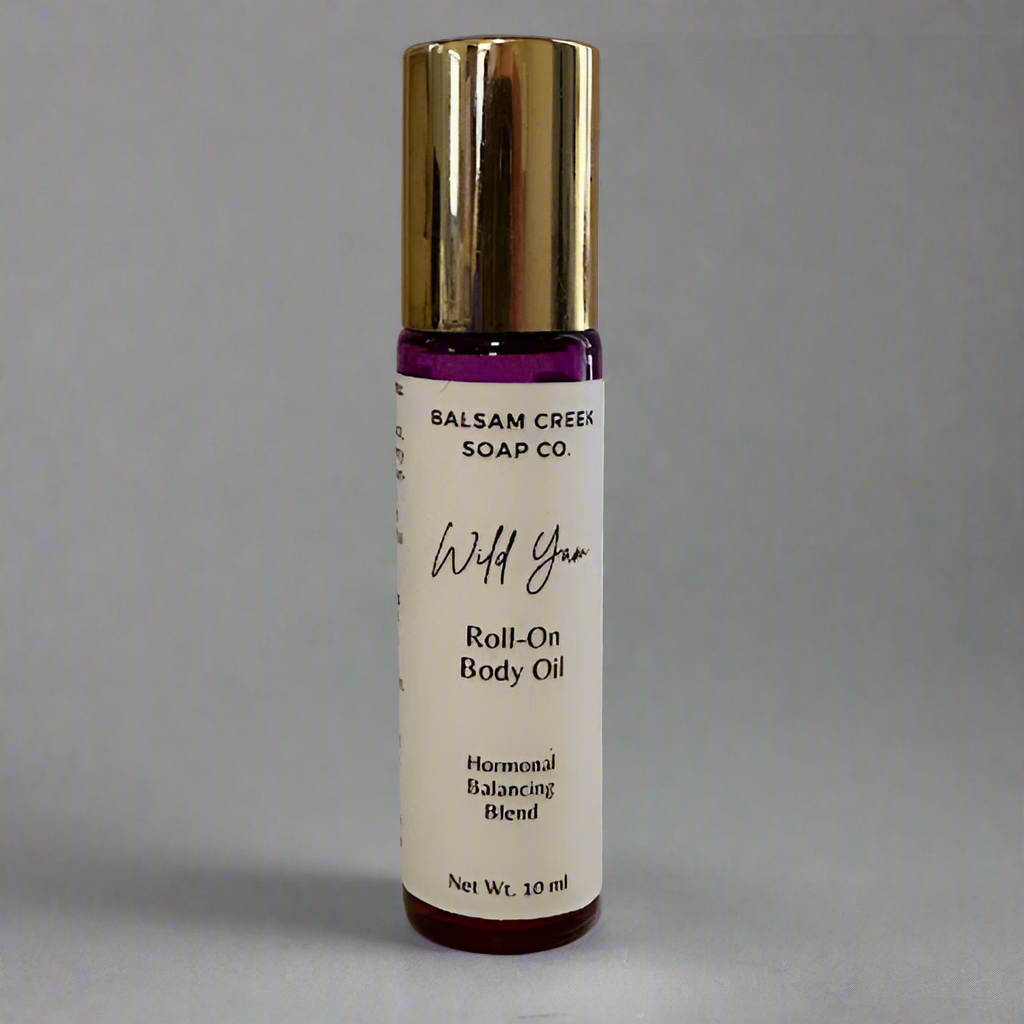 BALSAM CREEK
SOAP CO.
Wild Yam
Roll-On
Body Oil
Hormonal
Balancing
Blend
Net Wt. 10 ml